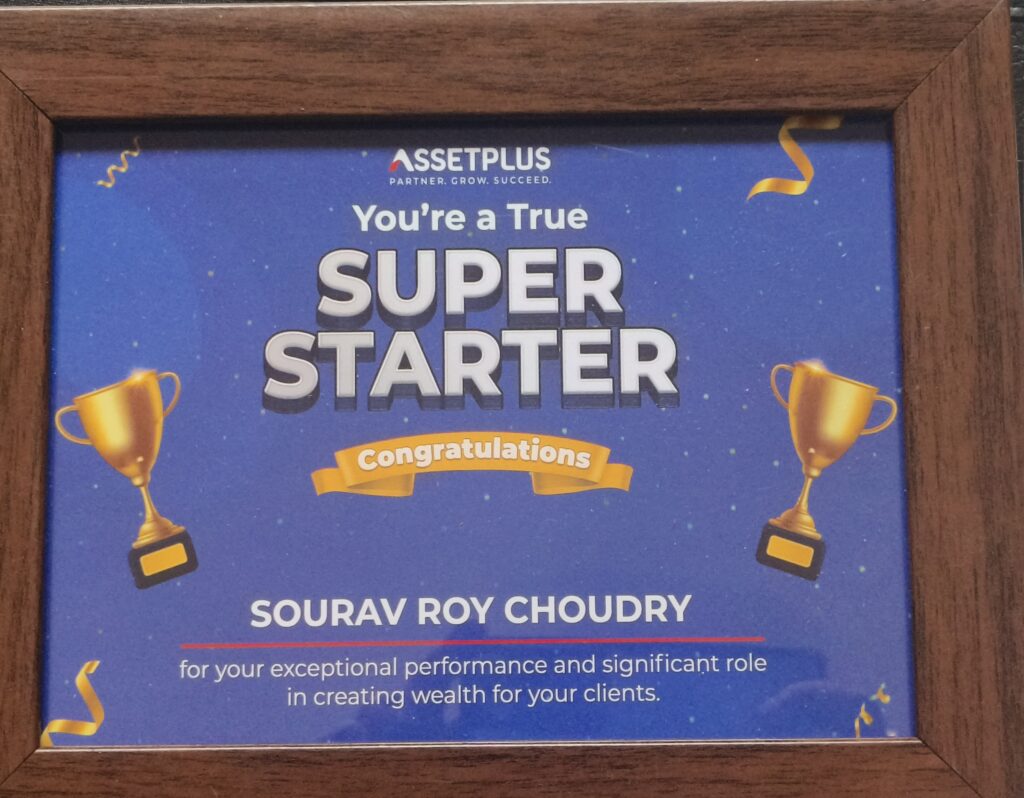 ASSETPLUS
PARTNER. GROW. SUCCEED.
You're a True
SUPER
STARTER
Congratulations
SOURAV ROY CHOUDRY
for your exceptional performance and significant role
in creating wealth for your clients.